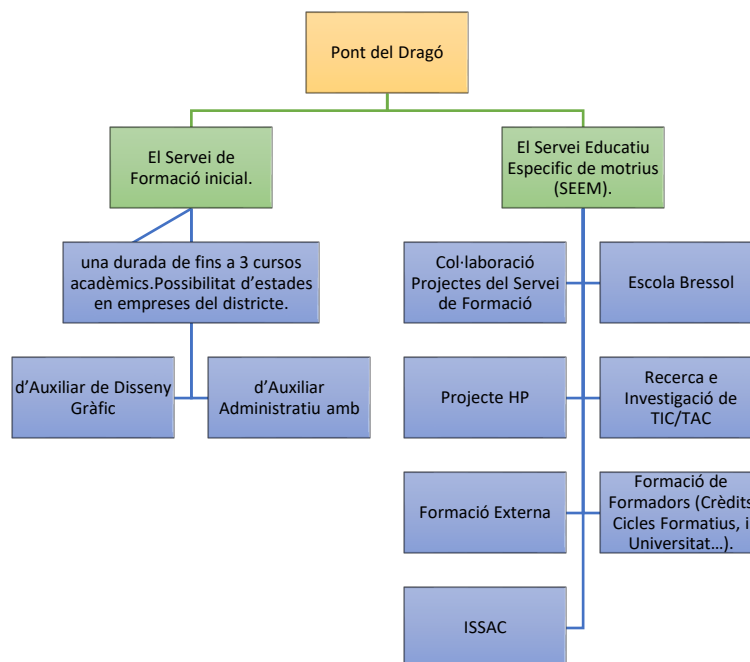 Pont del Dragó
El Servei de
Formació inicial.
El Servei Educatiu
Especific de motrius
(SEEM).
una durada de fins a 3 cursos
acadèmics.Possibilitat d’estades
en empreses del districte.
d’Auxiliar de Disseny
Gràfic
d’Auxiliar
Administratiu amb
Col·laboració
Projectes del Servei
de Formació
Escola Bressol
Projecte HP
Recerca e
Investigació de
TIC/TAC
Formació Externa
Formació de
Formadors (Crèdits
Cicles Formatius, i
Universitat...).
ISSAC